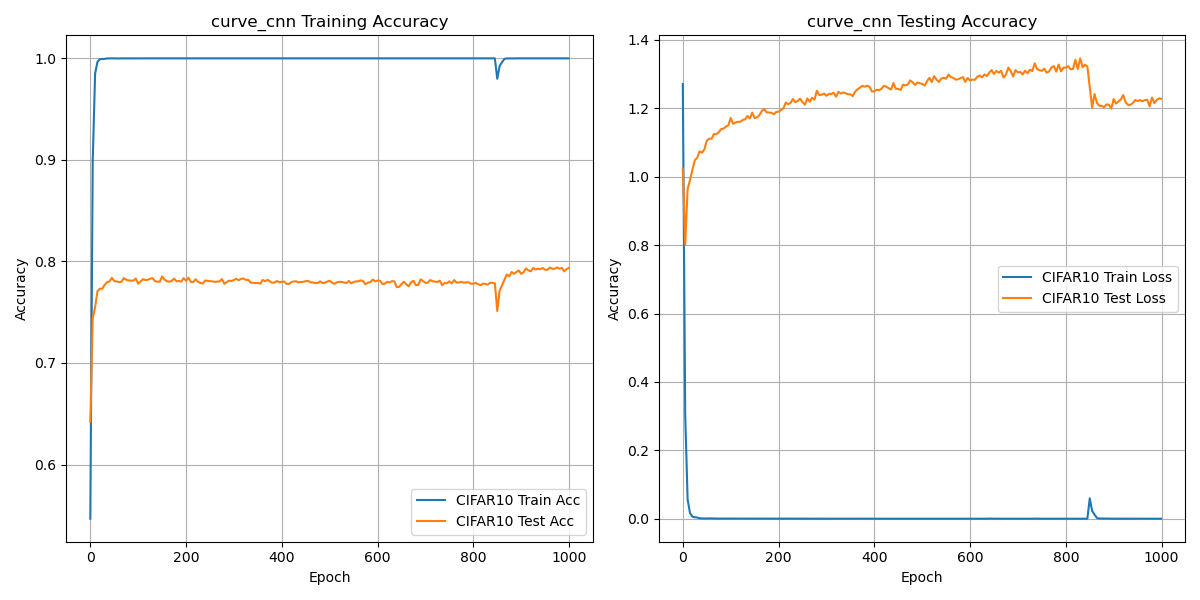 curve_cnn Training Accuracy
1.0
0.9
0.8
0.7
0.6
Accuracy
0
200
400
600
800
1000
Epoch
CIFAR10 Train Acc
CIFAR10 Test Acc
curve_cnn Testing Accuracy
1.4
1.2
1.0
0.8
0.6
0.4
0.2
0.0
Accuracy
0
200
400
600
800
1000
Epoch
CIFAR10 Train Loss
CIFAR10 Test Loss